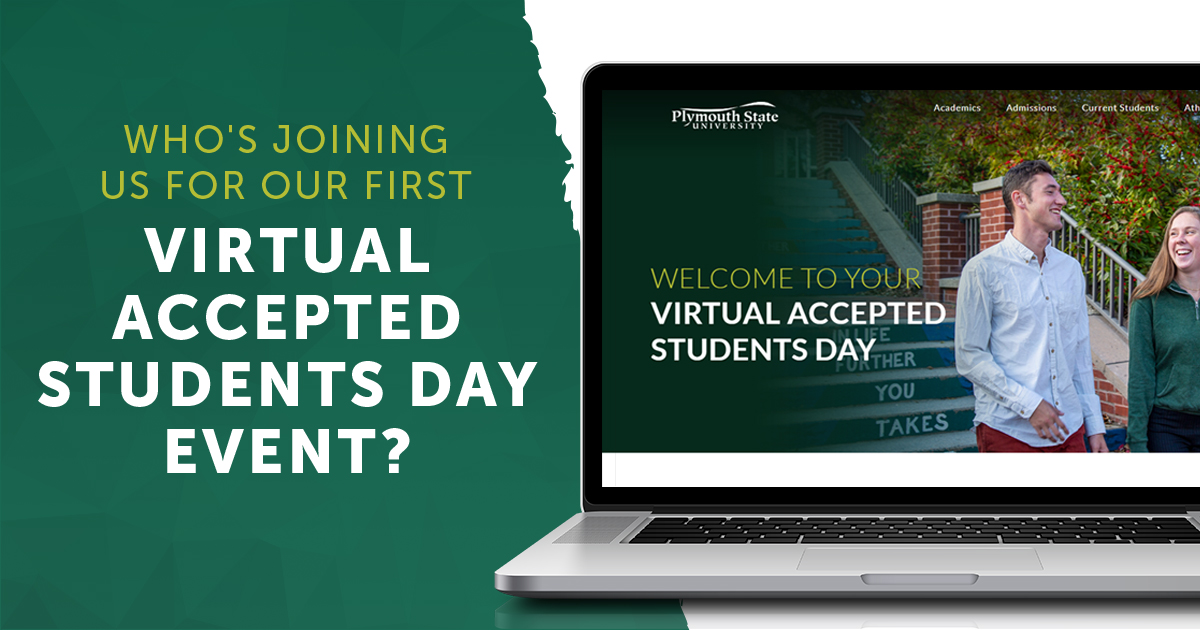 WHO'S JOINING
US FOR OUR FIRST
VIRTUAL
ACCEPTED
STUDENTS DAY
EVENT?
Plymouth State
UNIVERSITY
Academics Admissions Current Students Ath
WELCOME TO YOUR
VIRTUAL ACCEPTED
STUDENTS DAY
IN LIFE
FURTHER
YOU
TAKES